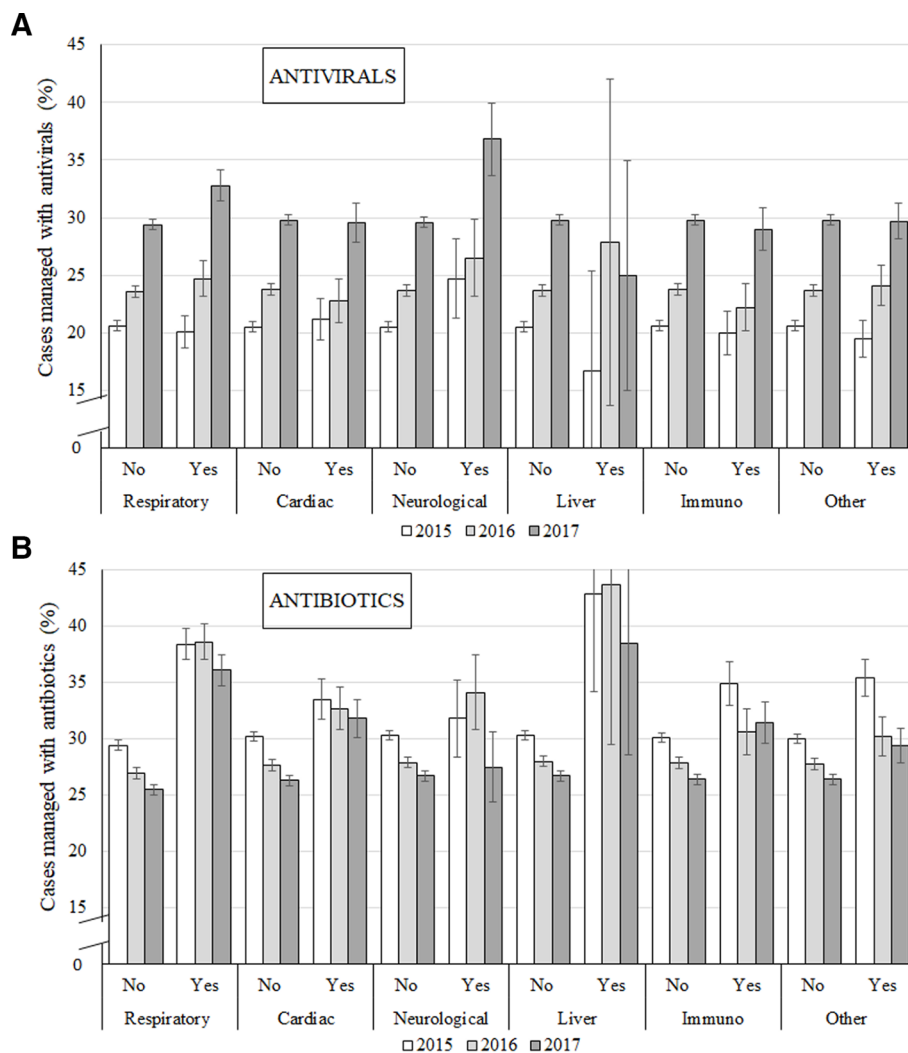 A
ANTIVIRALS
Cases managed with antivirals (%)
45
40
35
30
25
20
15
0
No Yes No Yes No Yes No Yes No Yes No Yes
Respiratory Cardiac Neurological Liver Immuno Other
2015 2016 2017
B
ANTIBIOTICS
Cases managed with antibiotics (%)
45
40
35
30
25
20
15
0
No Yes No Yes No Yes No Yes No Yes No Yes
Respiratory Cardiac Neurological Liver Immuno Other
2015 2016 2017